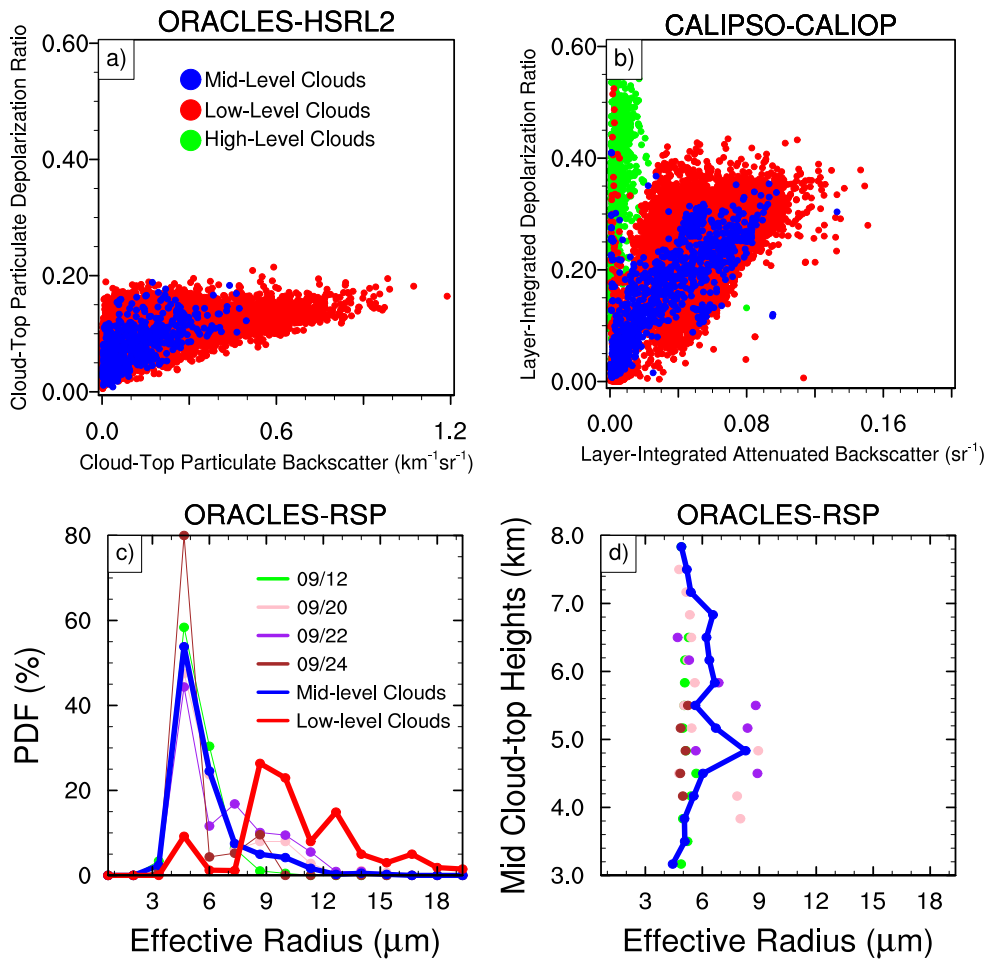 ORACLES-HSRL2
a)
Cloud-Top Particulate Depolarization Ratio
0.60
0.40
0.20
0.00
Mid-Level Clouds
Low-Level Clouds
High-Level Clouds
0.0 0.6 1.2
Cloud-Top Particulate Backscatter (km⁻¹sr⁻¹)
CALIPSO-CALIOP
b)
Layer-Integrated Depolarization Ratio
0.60
0.40
0.20
0.00
0.00 0.08 0.16
Layer-Integrated Attenuated Backscatter (sr⁻¹)
ORACLES-RSP
c)
PDF (%)
80
60
40
20
0
09/12
09/20
09/22
09/24
Mid-level Clouds
Low-level Clouds
3 6 9 12 15 18
Effective Radius (μm)
ORACLES-RSP
d)
Mid Cloud-top Heights (km)
8.0
7.0
6.0
5.0
4.0
3.0
3 6 9 12 15 18
Effective Radius (μm)